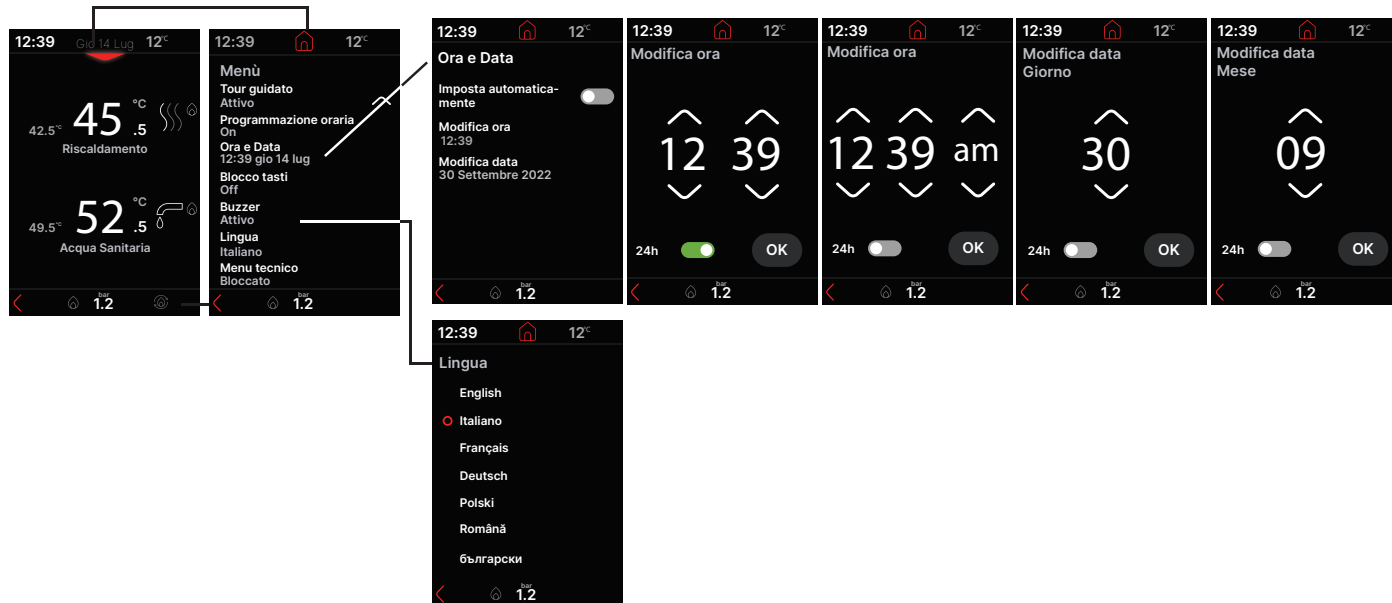 12:39 Gio 14 Lug 12°C
42.5°C 45 °C .5
Riscaldamento
49.5°C 52 °C .5
Acqua Sanitaria
bar
1.2
12:39 12°C
Menù
Tour guidato
Attivo
Programmazione oraria
On
Ora e Data
12:39 gio 14 lug
Blocco tasti
Off
Buzzer
Attivo
Lingua
Italiano
Menu tecnico
Bloccato
bar
1.2
12:39 12°C
Ora e Data
Imposta automatica-
mente
Modifica ora
12:39
Modifica data
30 Settembre 2022
bar
1.2
12:39 12°C
Modifica ora
12 39
24h OK
bar
1.2
12:39 12°C
Modifica ora
12 39 am
24h OK
bar
1.2
12:39 12°C
Modifica data
Giorno
30
24h OK
bar
1.2
12:39 12°C
Modifica data
Mese
09
24h OK
bar
1.2
12:39 12°C
Lingua
English
Italiano
Français
Deutsch
Polski
Română
български
bar
1.2